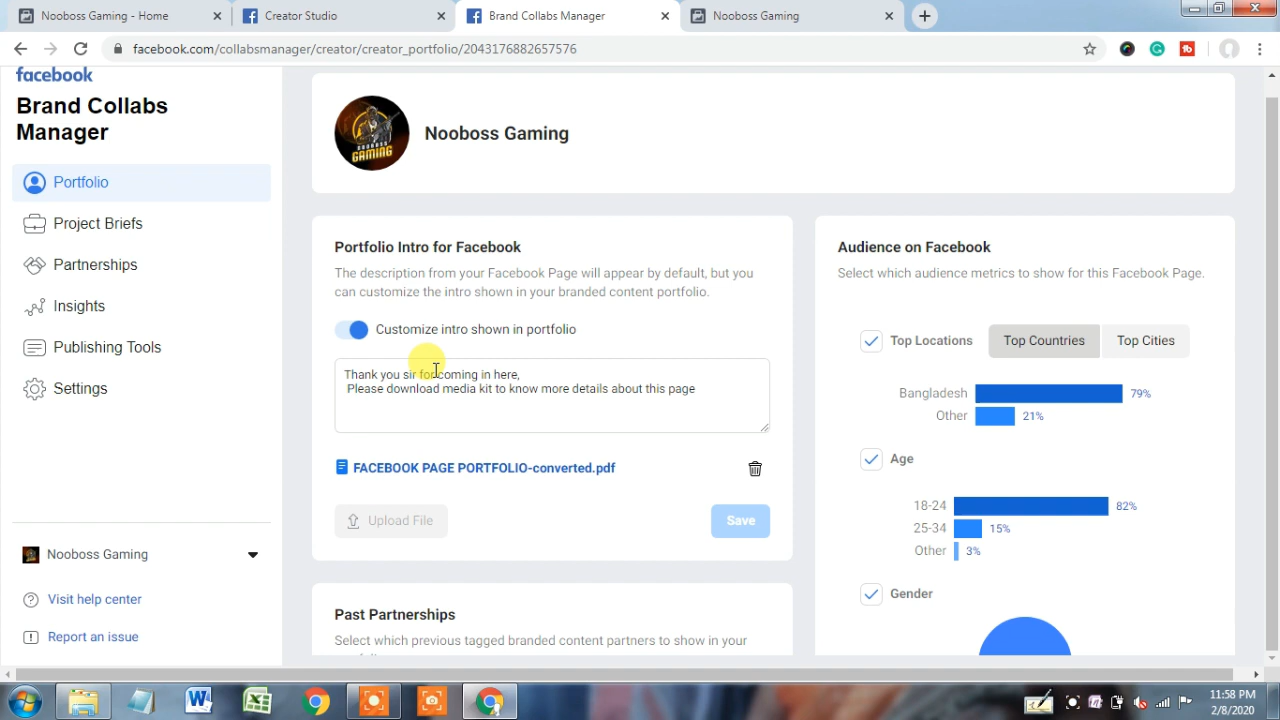 Nooboss Gaming - Home
Creator Studio
Brand Collabs Manager
Nooboss Gaming
facebook.com/collabsmanager/creator/creator_portfolio/2043176882657576
facebook
Brand Collabs
Manager
Portfolio
Project Briefs
Partnerships
Insights
Publishing Tools
Settings
Nooboss Gaming
Visit help center
Report an issue
NOOBOSS
GAMING
Nooboss Gaming
Portfolio Intro for Facebook
The description from your Facebook Page will appear by default, but you
can customize the intro shown in your branded content portfolio.
Customize intro shown in portfolio
Thank you sir for coming in here,
Please download media kit to know more details about this page
FACEBOOK PAGE PORTFOLIO-converted.pdf
Upload File
Save
Past Partnerships
Select which previous tagged branded content partners to show in your
Audience on Facebook
Select which audience metrics to show for this Facebook Page.
Top Locations
Top Countries
Top Cities
Bangladesh 79%
Other 21%
Age
18-24 82%
25-34 15%
Other 3%
Gender
11:58 PM
2/8/2020